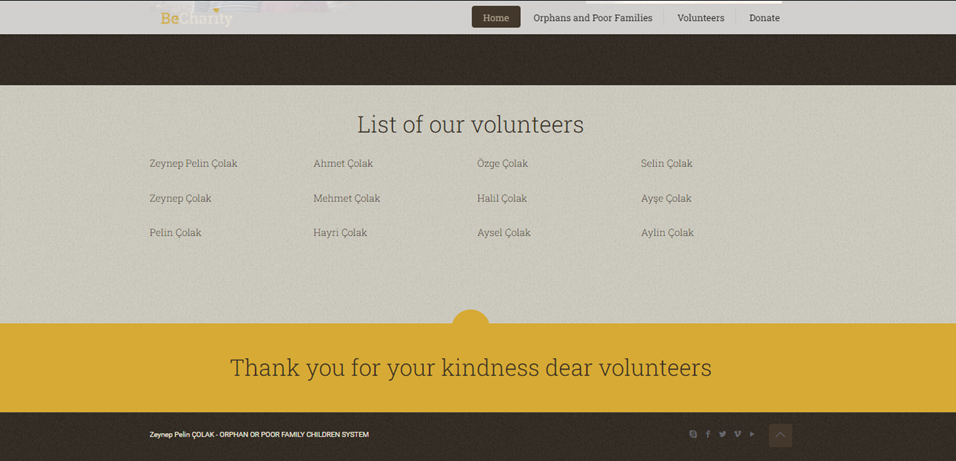 BeCharity
Home Orphans and Poor Families Volunteers Donate
List of our volunteers
Zeynep Pelin Çolak Ahmet Çolak Özge Çolak Selin Çolak
Zeynep Çolak Mehmet Çolak Halil Çolak Ayşe Çolak
Pelin Çolak Hayri Çolak Aysel Çolak Aylin Çolak
Thank you for your kindness dear volunteers
Zeynep Pelin ÇOLAK - ORPHAN OR POOR FAMILY CHILDREN SYSTEM